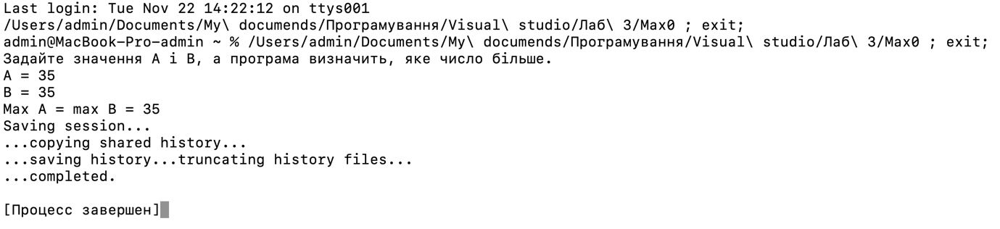 Last login: Tue Nov 22 14:22:12 on ttys001
/Users/admin/Documents/My\ documends/Програмування/Visual\ studio/Лаб\ 3/Max0 ; exit;
admin@MacBook-Pro-admin ~ % /Users/admin/Documents/My\ documends/Програмування/Visual\ studio/Лаб\ 3/Max0 ; exit;
Задайте значення A і B, а програма визначить, яке число більше.
A = 35
B = 35
Max A = max B = 35
Saving session...
...copying shared history...
...saving history...truncating history files...
...completed.
[Процесс завершен]